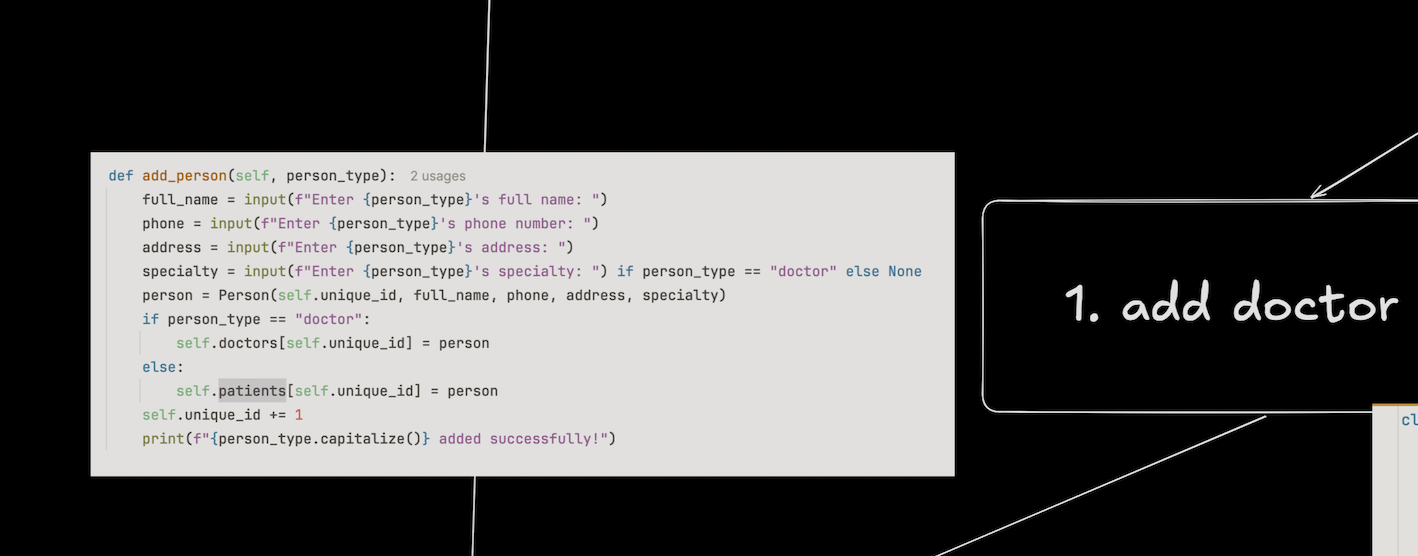 def add_person(self, person_type):  2 usages
    full_name = input(f"Enter {person_type}'s full name: ")
    phone = input(f"Enter {person_type}'s phone number: ")
    address = input(f"Enter {person_type}'s address: ")
    specialty = input(f"Enter {person_type}'s specialty: ") if person_type == "doctor" else None
    person = Person(self.unique_id, full_name, phone, address, specialty)
    if person_type == "doctor":
        self.doctors[self.unique_id] = person
    else:
        self.patients[self.unique_id] = person
    self.unique_id += 1
    print(f"{person_type.capitalize()} added successfully!")
1. add doctor